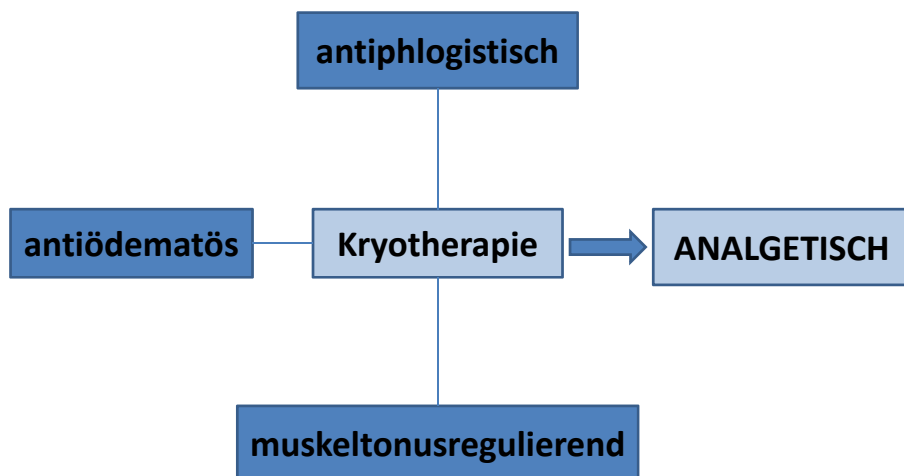 antiphlogistisch
antiödematös
Kryotherapie
ANALGETISCH
muskeltonusregulierend